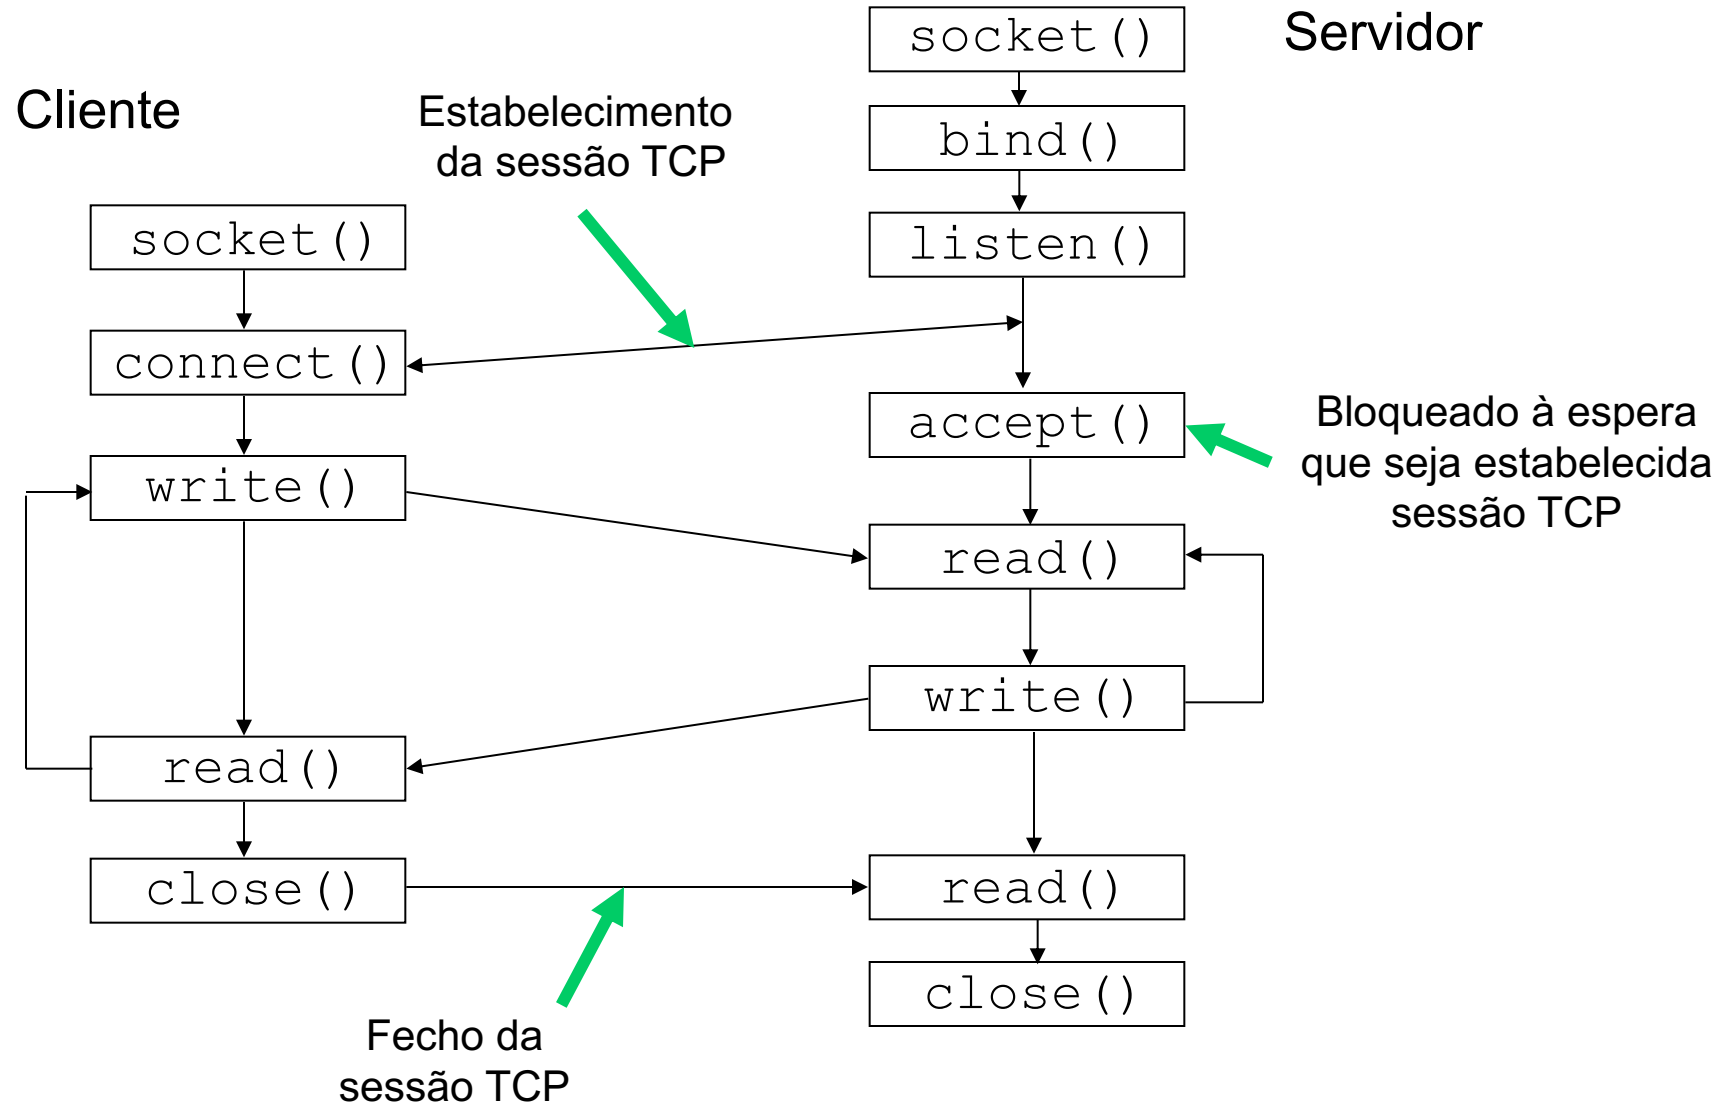 socket()
Servidor
Cliente
Estabelecimento
da sessão TCP
bind()
socket()
listen()
connect()
accept()
Bloqueado à espera
que seja estabelecida
sessão TCP
write()
read()
write()
read()
close()
read()
close()
Fecho da
sessão TCP